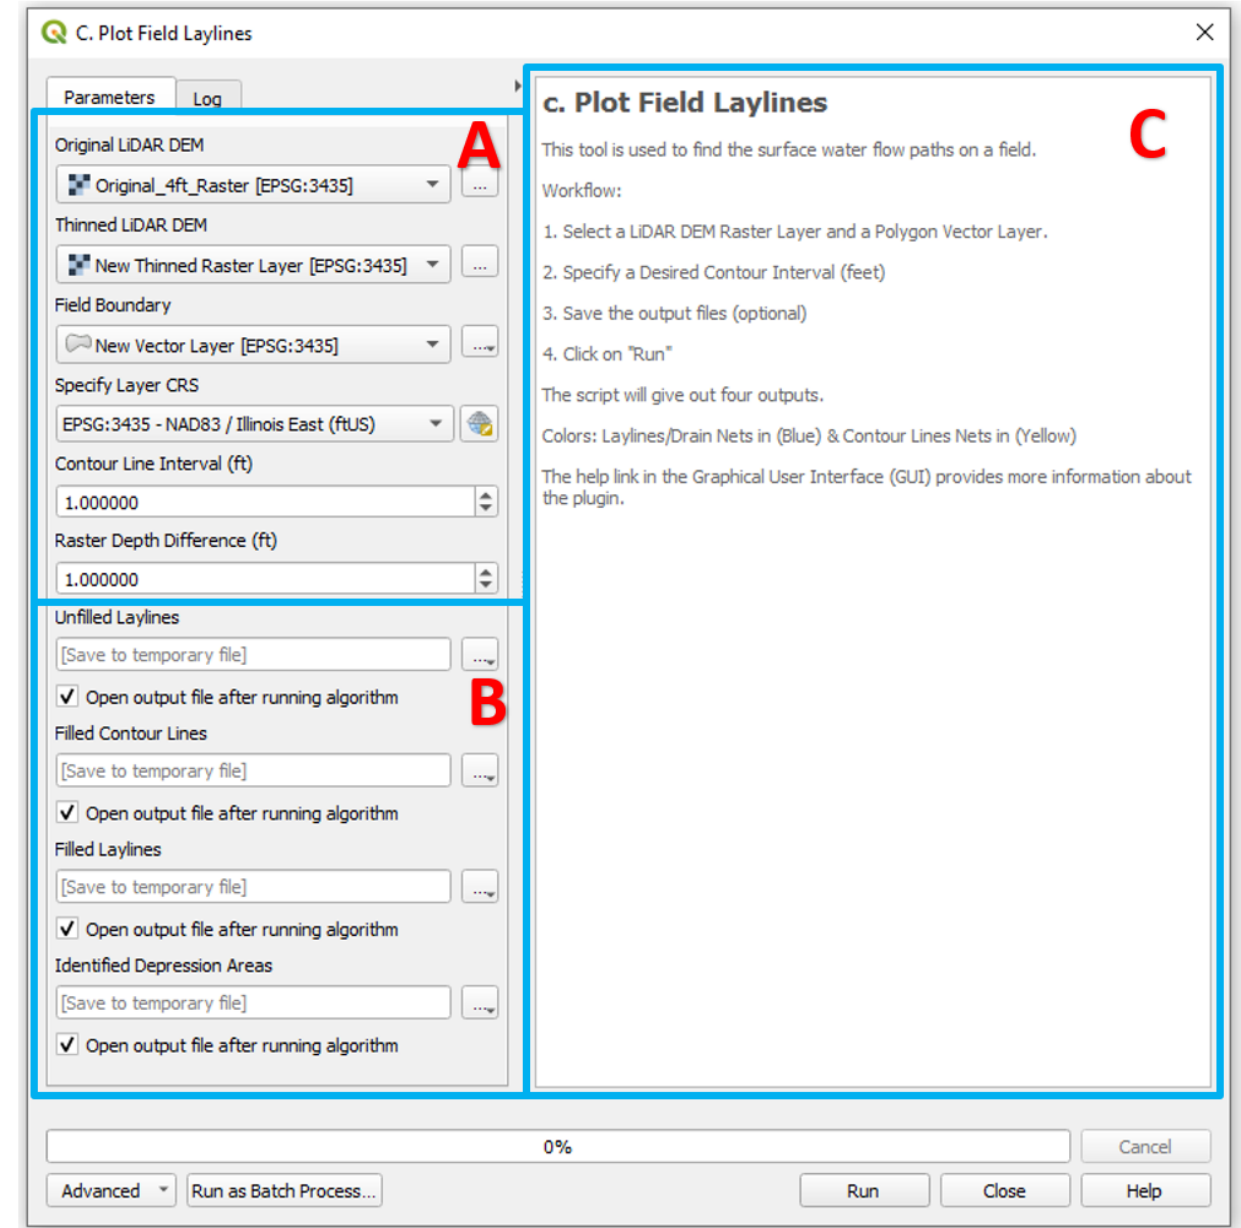 C. Plot Field Laylines
Parameters
Log
A
Original LiDAR DEM
Original_4ft_Raster [EPSG:3435]
...
Thinned LiDAR DEM
New Thinned Raster Layer [EPSG:3435]
...
Field Boundary
New Vector Layer [EPSG:3435]
...
Specify Layer CRS
EPSG:3435 - NAD83 / Illinois East (ftUS)
Contour Line Interval (ft)
1.000000
Raster Depth Difference (ft)
1.000000
Unfilled Laylines
[Save to temporary file]
...
B
Open output file after running algorithm
Filled Contour Lines
[Save to temporary file]
...
Open output file after running algorithm
Filled Laylines
[Save to temporary file]
...
Open output file after running algorithm
Identified Depression Areas
[Save to temporary file]
...
Open output file after running algorithm
c. Plot Field Laylines
C
This tool is used to find the surface water flow paths on a field.
Workflow:
1. Select a LiDAR DEM Raster Layer and a Polygon Vector Layer.
2. Specify a Desired Contour Interval (feet)
3. Save the output files (optional)
4. Click on "Run"
The script will give out four outputs.
Colors: Laylines/Drain Nets in (Blue) & Contour Lines Nets in (Yellow)
The help link in the Graphical User Interface (GUI) provides more information about
the plugin.
0%
Cancel
Advanced
Run as Batch Process...
Run
Close
Help